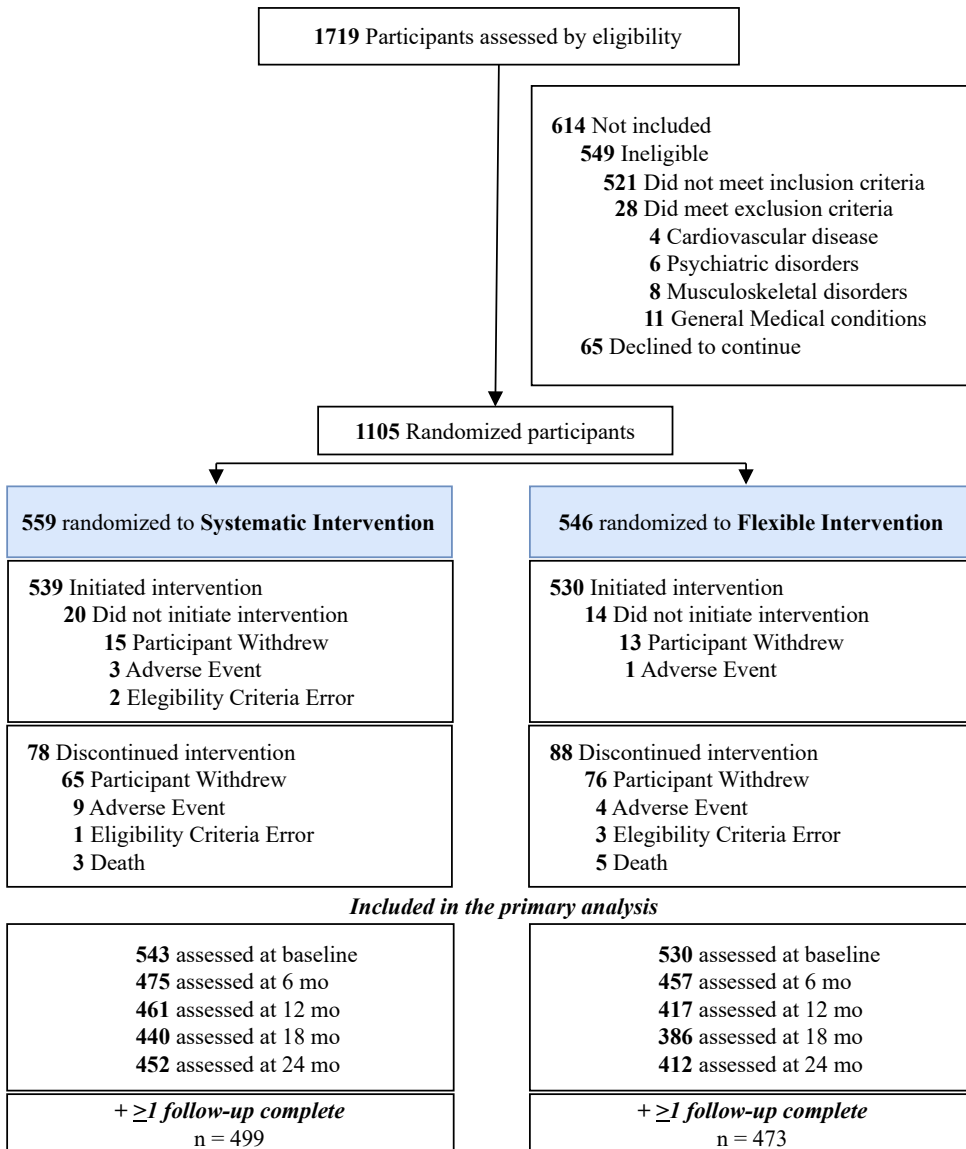 1719 Participants assessed by eligibility
614 Not included
549 Ineligible
521 Did not meet inclusion criteria
28 Did meet exclusion criteria
4 Cardiovascular disease
6 Psychiatric disorders
8 Musculoskeletal disorders
11 General Medical conditions
65 Declined to continue
1105 Randomized participants
559 randomized to Systematic Intervention
539 Initiated intervention
20 Did not initiate intervention
15 Participant Withdrew
3 Adverse Event
2 Elegibility Criteria Error
78 Discontinued intervention
65 Participant Withdrew
9 Adverse Event
1 Eligibility Criteria Error
3 Death
546 randomized to Flexible Intervention
530 Initiated intervention
14 Did not initiate intervention
13 Participant Withdrew
1 Adverse Event
88 Discontinued intervention
76 Participant Withdrew
4 Adverse Event
3 Elegibility Criteria Error
5 Death
Included in the primary analysis
543 assessed at baseline
475 assessed at 6 mo
461 assessed at 12 mo
440 assessed at 18 mo
452 assessed at 24 mo
+ ≥1 follow-up complete
n = 499
530 assessed at baseline
457 assessed at 6 mo
417 assessed at 12 mo
386 assessed at 18 mo
412 assessed at 24 mo
+ ≥1 follow-up complete
n = 473